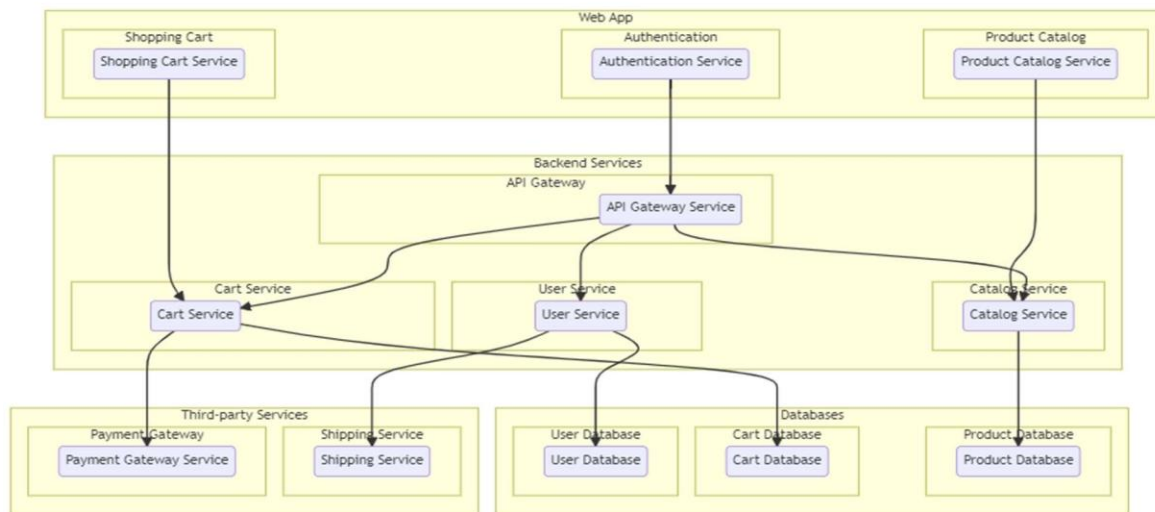 Web App
Shopping Cart
Authentication
Product Catalog
Shopping Cart Service
Authentication Service
Product Catalog Service
Backend Services
API Gateway
API Gateway Service
Cart Service
User Service
Catalog Service
Cart Service
User Service
Catalog Service
Third-party Services
Databases
Payment Gateway
Shipping Service
User Database
Cart Database
Product Database
Payment Gateway Service
Shipping Service
User Database
Cart Database
Product Database